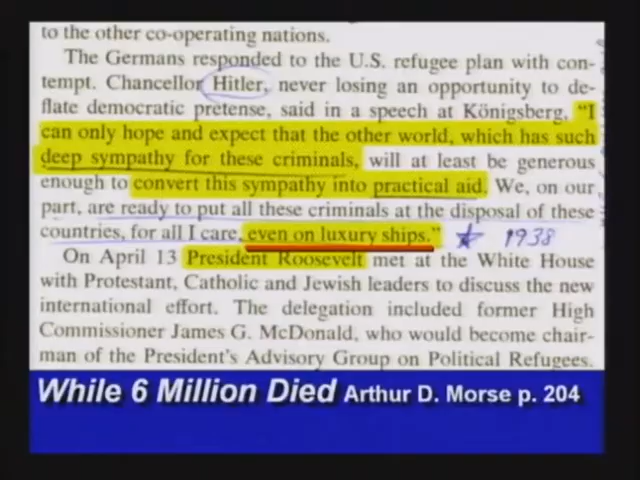 to the other co-operating nations.
The Germans responded to the U.S. refugee plan with con-
tempt. Chancellor Hitler, never losing an opportunity to de-
flate democratic pretense, said in a speech at Königsberg, “I
can only hope and expect that the other world, which has such
deep sympathy for these criminals, will at least be generous
enough to convert this sympathy into practical aid. We, on our
part, are ready to put all these criminals at the disposal of these
countries, for all I care, even on luxury ships.” 1938
On April 13 President Roosevelt met at the White House
with Protestant, Catholic and Jewish leaders to discuss the new
international effort. The delegation included former High
Commissioner James G. McDonald, who would become chair-
man of the President's Advisory Group on Political Refugees.
While 6 Million Died Arthur D. Morse p. 204